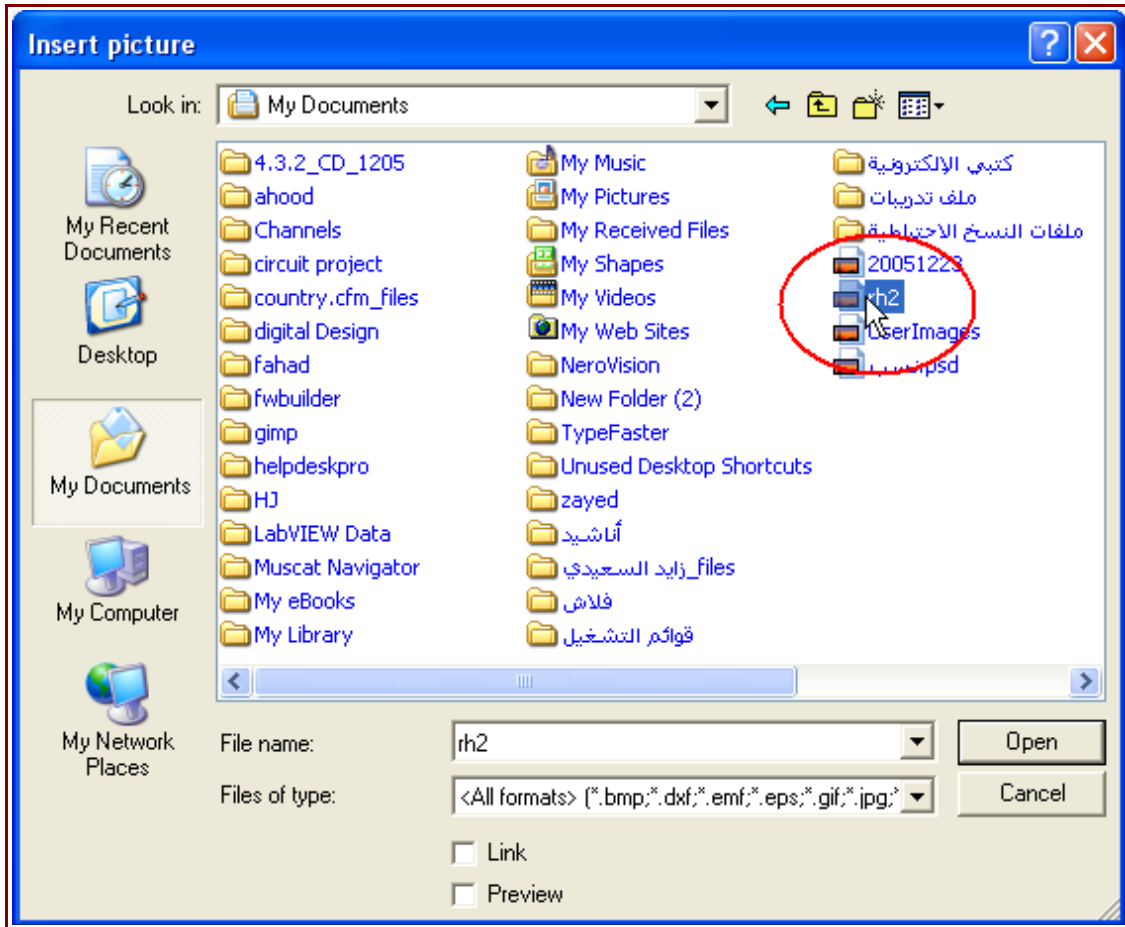 Insert picture
Look in:
My Documents
My Recent
Documents
Desktop
My Documents
My Computer
My Network
Places
4.3.2_CD_1205
ahood
Channels
circuit project
country.cfm_files
digital Design
fahad
fwbuilder
gimp
helpdeskpro
HJ
LabVIEW Data
Muscat Navigator
My eBooks
My Library
My Music
My Pictures
My Received Files
My Shapes
My Videos
My Web Sites
NeroVision
New Folder (2)
TypeFaster
Unused Desktop Shortcuts
zayed
أناشيد
زايد السعيدي_files
فلاش
قوائم التشغيل
كتبي الإلكترونية
ملف تدريبات
ملفات النسخ الاحتياطية
20051223
rh2
UserImages
File name:
rh2
Open
Files of type:
<All formats> (*.bmp;*.dxf;*.emf;*.eps;*.gif;*.jpg;*
Cancel
Link
Preview